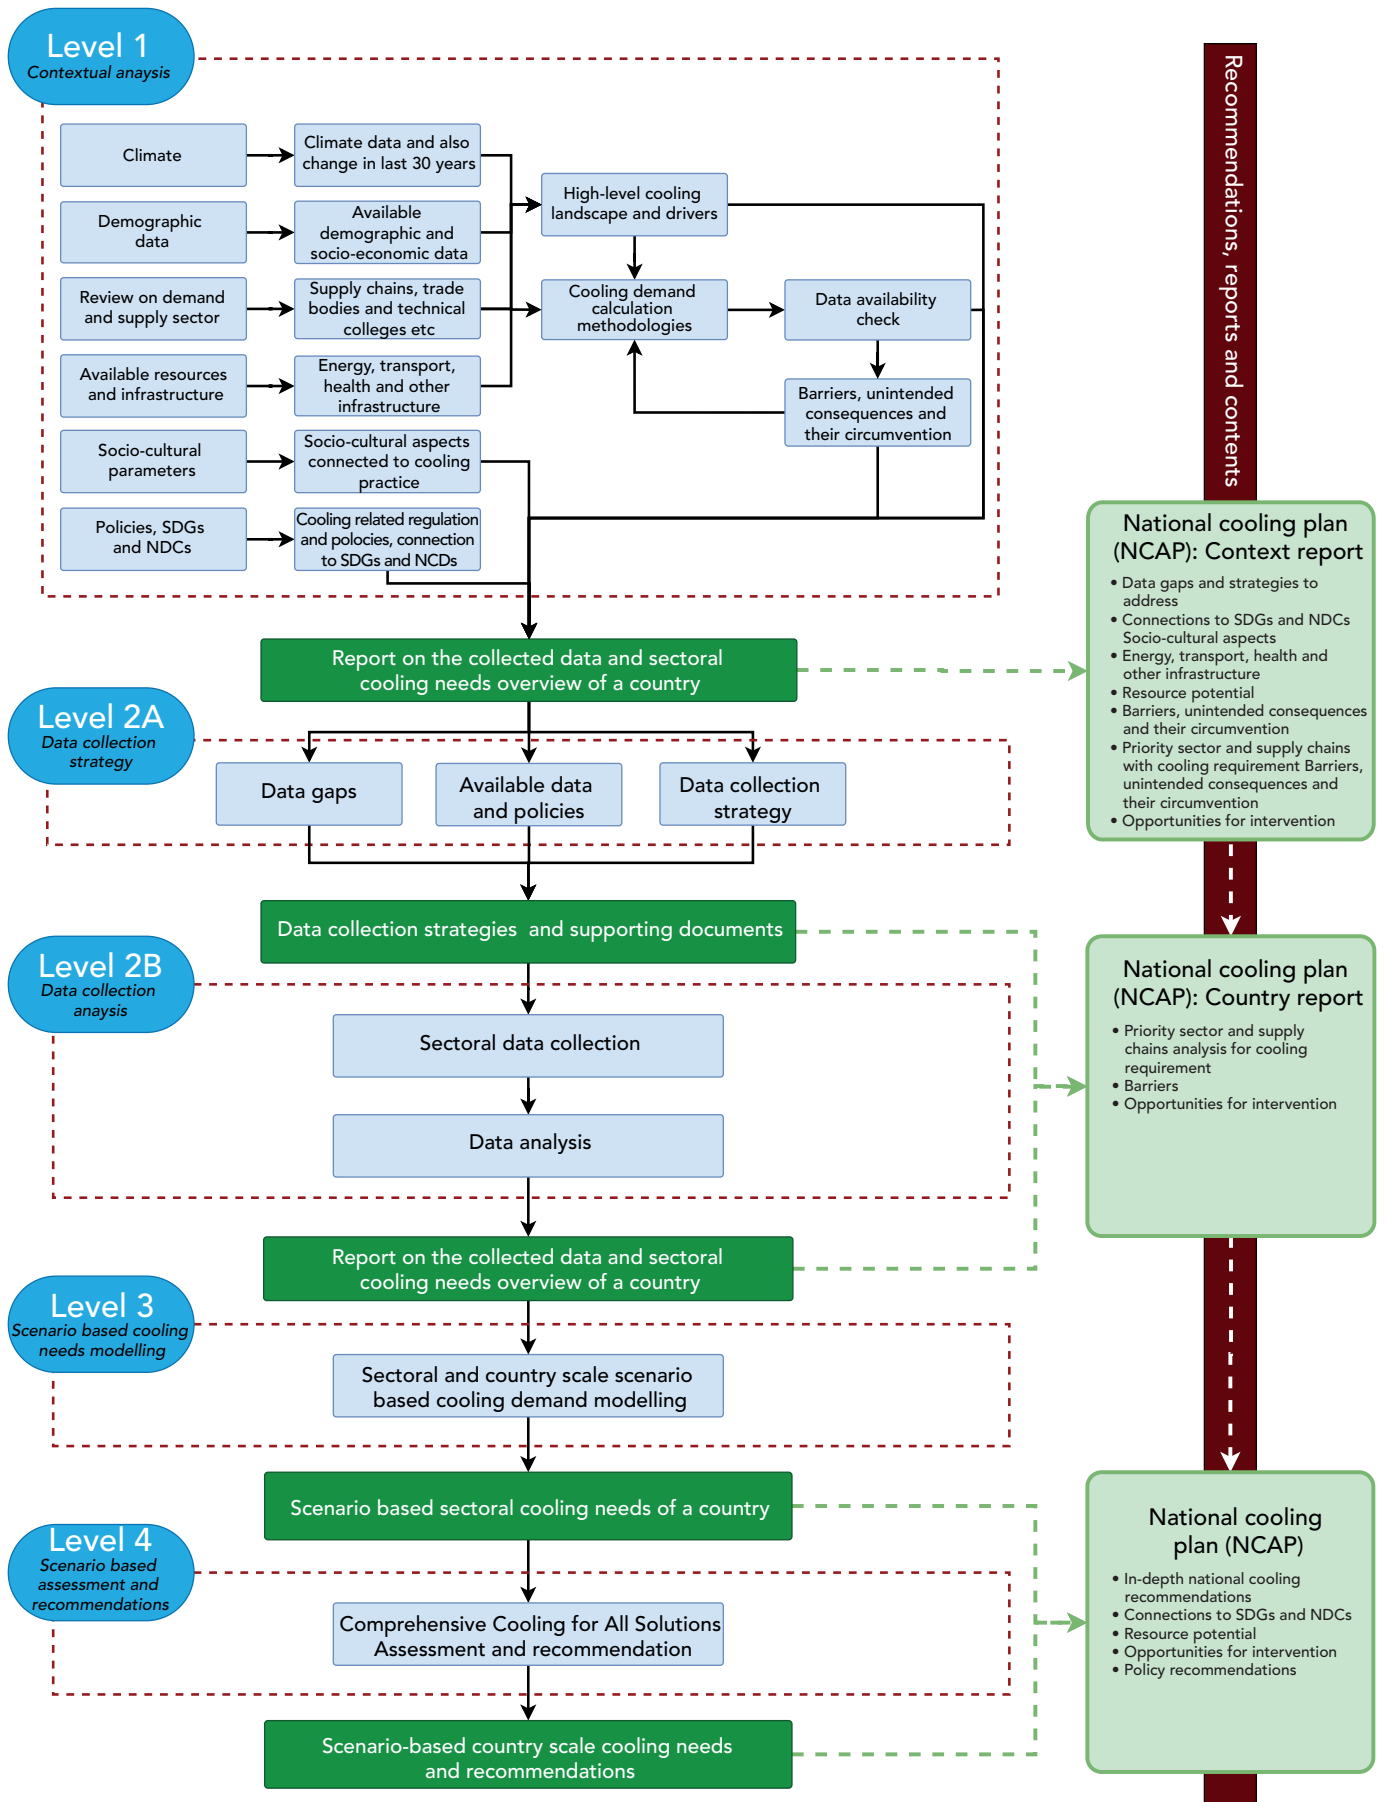 Level 1
Contextual anaysis
Climate
Climate data and also
change in last 30 years
Demographic
data
Available
demographic and
socio-economic data
Review on demand
and supply sector
Supply chains, trade
bodies and technical
colleges etc
Available resources
and infrastructure
Energy, transport,
health and other
infrastructure
Socio-cultural
parameters
Socio-cultural aspects
connected to cooling
practice
Policies, SDGs
and NDCs
Cooling related regulation
and polocies, connection
to SDGs and NCDs
High-level cooling
landscape and drivers
Cooling demand
calculation
methodologies
Data availability
check
Barriers, unintended
consequences and
their circumvention
Report on the collected data and sectoral
cooling needs overview of a country
Level 2A
Data collection
strategy
Data gaps
Available data
and policies
Data collection
strategy
Data collection strategies and supporting documents
Level 2B
Data collection
anaysis
Sectoral data collection
Data analysis
Report on the collected data and sectoral
cooling needs overview of a country
Level 3
Scenario based cooling
needs modelling
Sectoral and country scale scenario
based cooling demand modelling
Scenario based sectoral cooling needs of a country
Level 4
Scenario based
assessment and
recommendations
Comprehensive Cooling for All Solutions
Assessment and recommendation
Scenario-based country scale cooling needs
and recommendations
Recommendations, reports and contents
National cooling plan
(NCAP): Context report
• Data gaps and strategies to
address
• Connections to SDGs and NDCs
Socio-cultural aspects
• Energy, transport, health and
other infrastructure
• Resource potential
• Barriers, unintended consequences
and their circumvention
• Priority sector and supply chains
with cooling requirement Barriers,
unintended consequences and
their circumvention
• Opportunities for intervention
National cooling plan
(NCAP): Country report
• Priority sector and supply
chains analysis for cooling
requirement
• Barriers
• Opportunities for intervention
National cooling
plan (NCAP)
• In-depth national cooling
recommendations
• Connections to SDGs and NDCs
• Resource potential
• Opportunities for intervention
• Policy recommendations